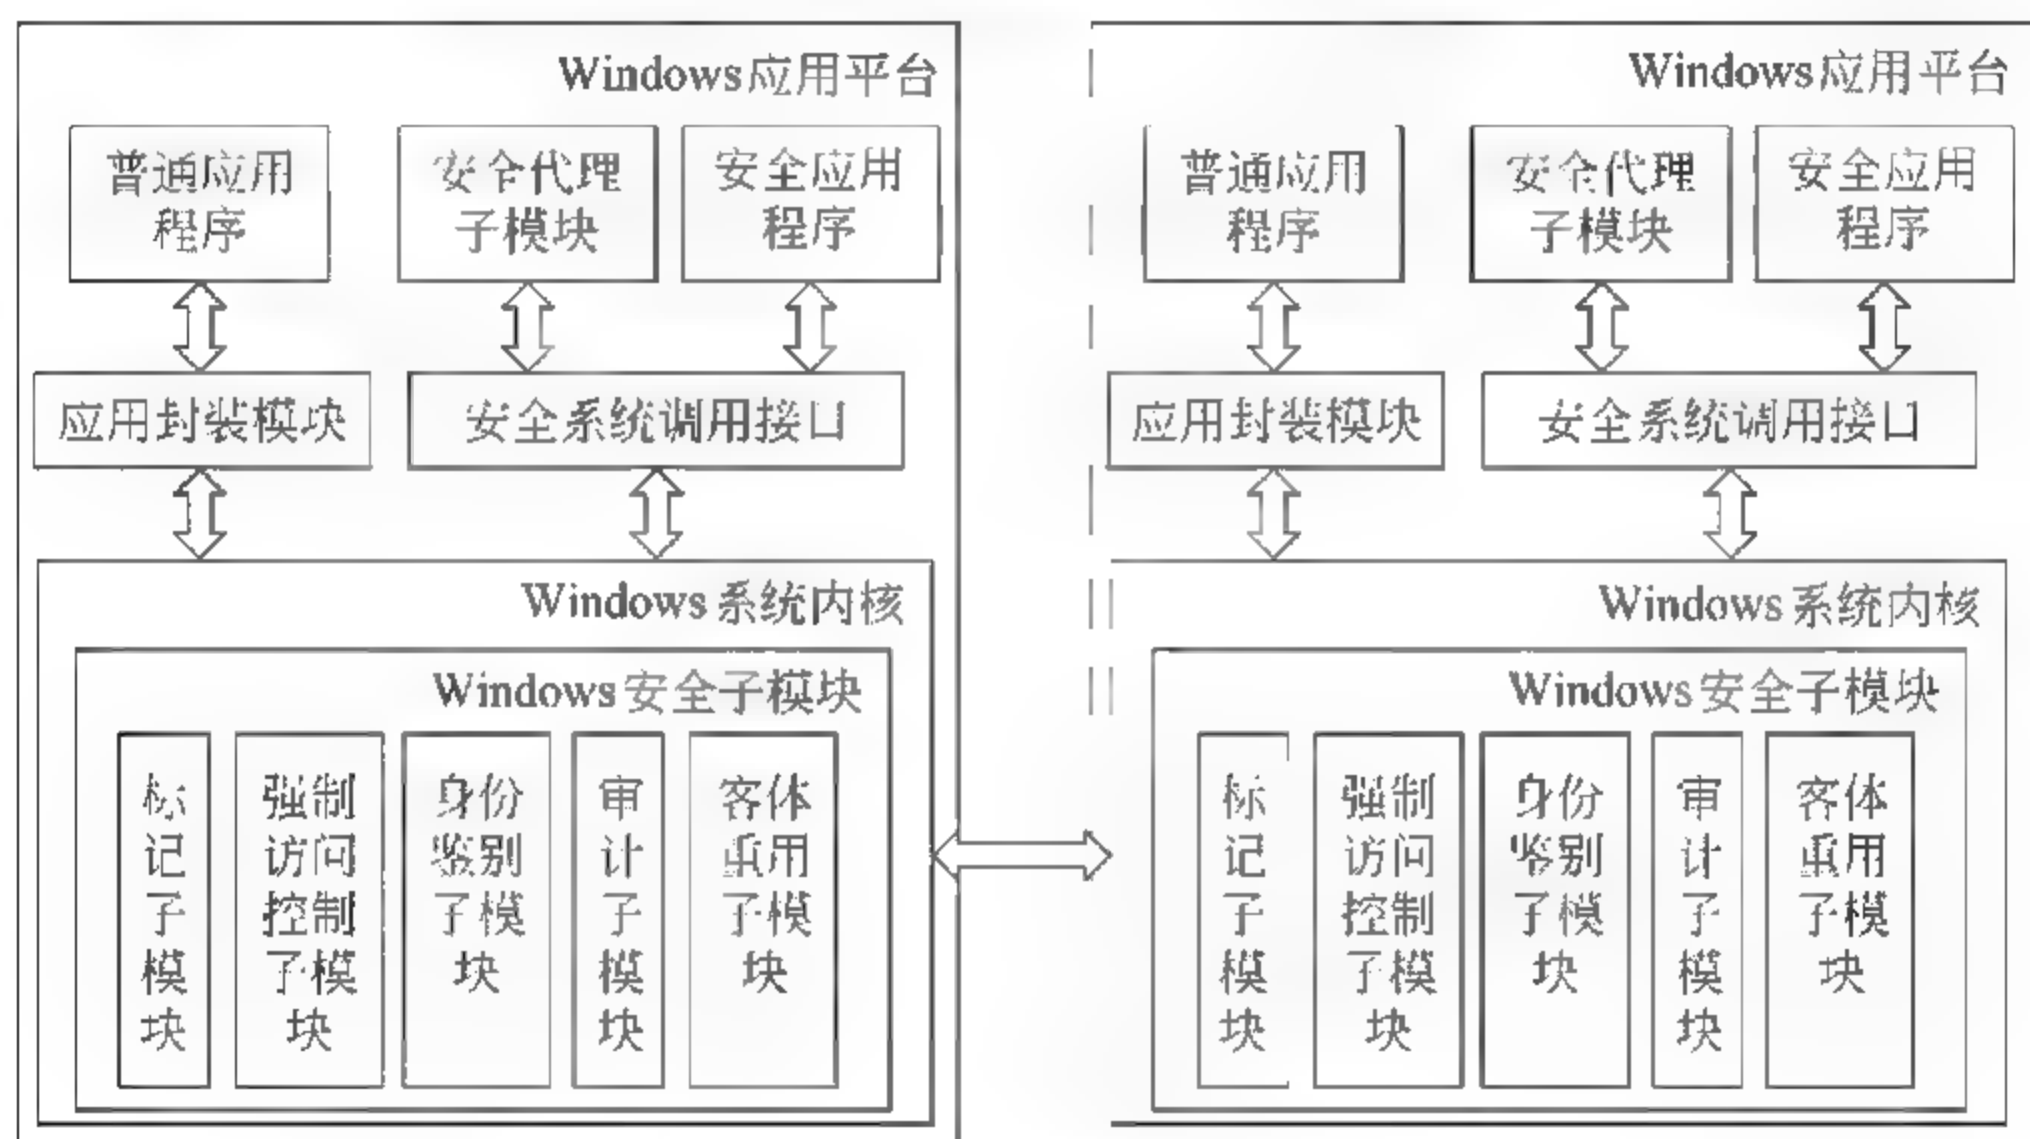 Windows应用平台
普通应用
程序
安全代理
子模块
安全应用
程序
应用封装模块
安全系统调用接口
Windows系统内核
Windows安全子模块
标
记
子
模
块
强制
访问
控制
子模
块
身份
鉴别
子模
块
审
计
子
模
块
客体
重用
子模
块
Windows应用平台
普通应用
程序
安全代理
子模块
安全应用
程序
应用封装模块
安全系统调用接口
Windows系统内核
Windows安全子模块
标
记
子
模
块
强制
访问
控制
子模
块
身份
鉴别
子模
块
审
计
子
模
块
客体
重用
子模
块